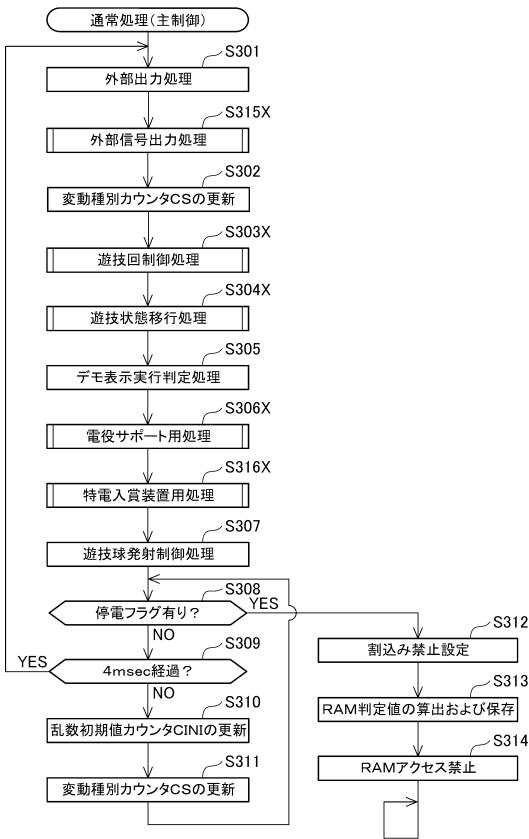 通常処理(主制御)
S301
外部出力処理
S315X
外部信号出力処理
S302
変動種別カウンタCSの更新
S303X
遊技回制御処理
S304X
遊技状態移行処理
S305
デモ表示実行判定処理
S306X
電役サポート用処理
S316X
特電入賞装置用処理
S307
遊技球発射制御処理
S308
停電フラグ有り?
YES
NO
S309
4msec経過?
YES
NO
S310
乱数初期値カウンタCINIの更新
S311
変動種別カウンタCSの更新
S312
割込み禁止設定
S313
RAM判定値の算出および保存
S314
RAMアクセス禁止